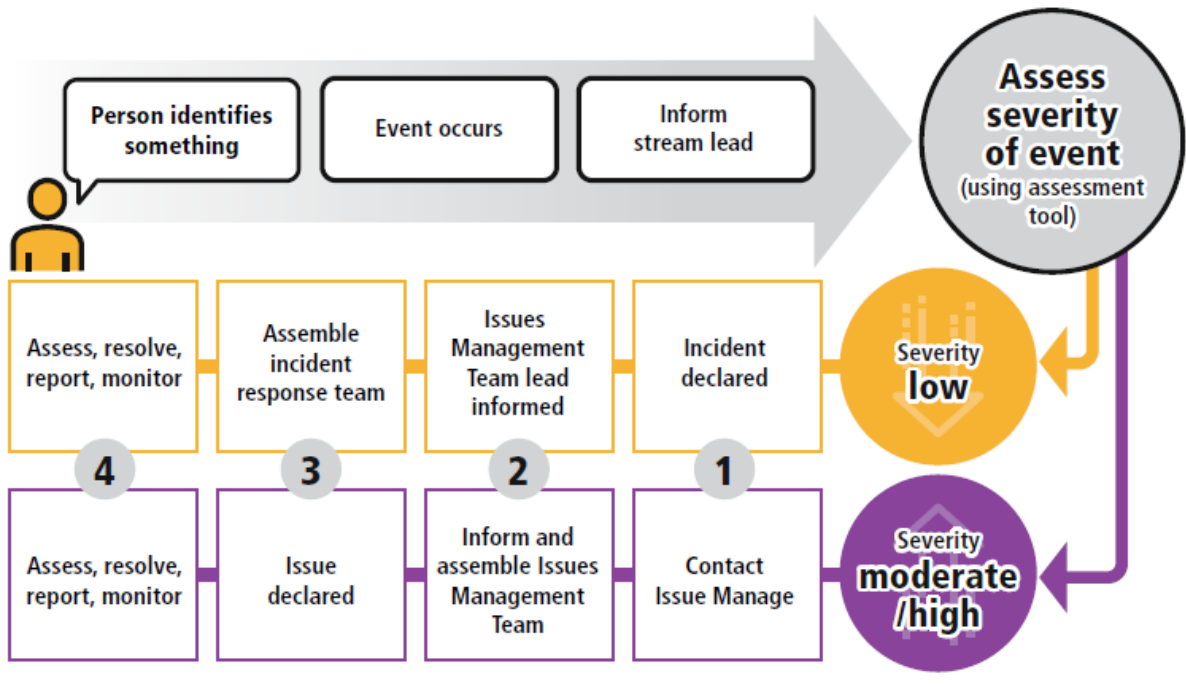 Person identifies
something
Event occurs
Inform
stream lead
Assess
severity
of event
(using assessment
tool)
Severity
low
Incident
declared
Issues
Management
Team lead
informed
Assemble
incident
response team
Assess, resolve,
report, monitor
1
2
3
4
Severity
moderate
/high
Contact
Issue Manage
Inform and
assemble Issues
Management
Team
Issue
declared
Assess, resolve,
report, monitor